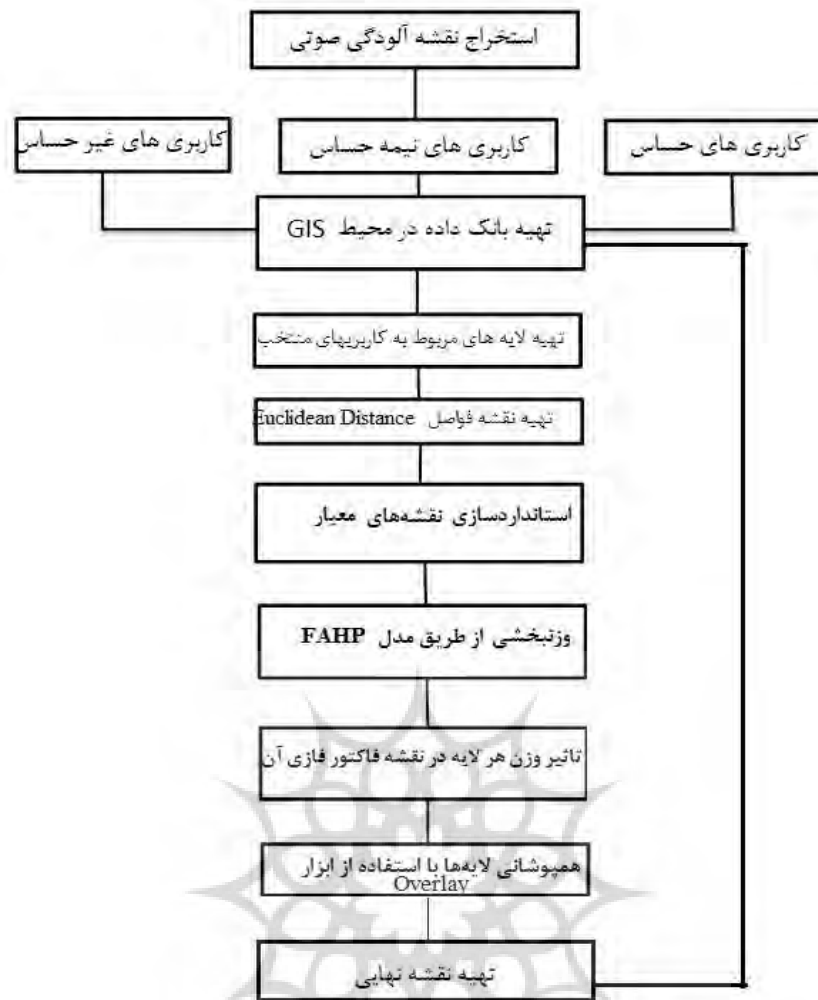 استخراج نقشه آلودگی صوتی
کاربری های حساس
کاربری های نیمه حساس
کاربری های غیر حساس
تهیه بانک داده در محیط GIS
تهیه لایه های مربوط به کاربریهای منتخب
تهیه نقشه فواصل Euclidean Distance
استانداردسازی نقشه‌های معیار
وزنبخشی از طریق مدل FAHP
تاثیر وزن هر لایه در نقشه فاکتور فازی آن
همپوشانی لایه‌ها با استفاده از ابزار
Overlay
تهیه نقشه نهایی